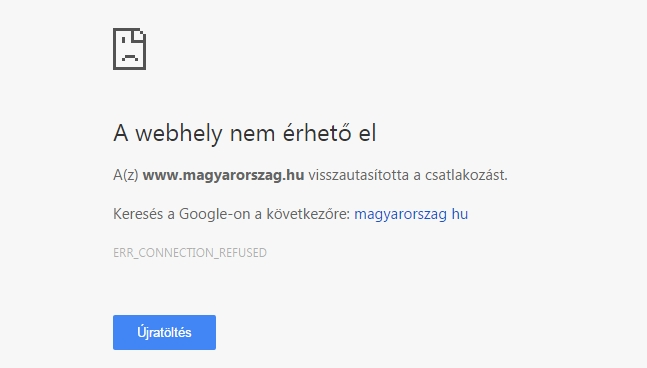 A webhely nem érhető el
A(z) www.magyarorszag.hu visszautasította a csatlakozást.
Keresés a Google-on a következőre: magyarorszag hu
ERR_CONNECTION_REFUSED
Újratöltés